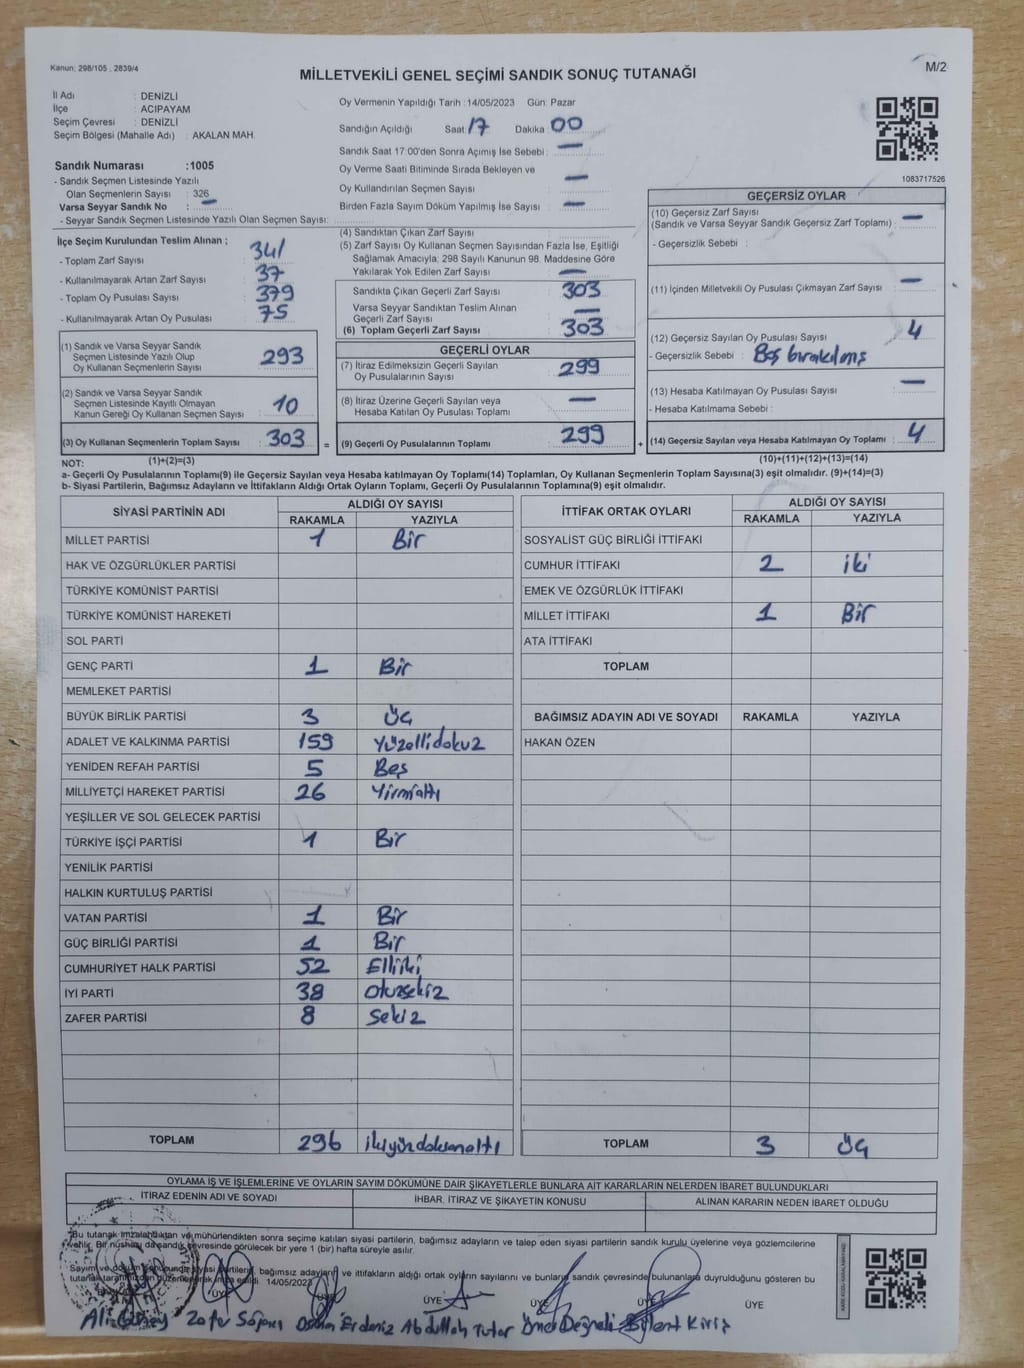 Kanun: 298/105 , 2839/4
M/2
MİLLETVEKİLİ GENEL SEÇİMİ SANDIK SONUÇ TUTANAĞI
İl Adı : DENİZLİ
İlçe : ACIPAYAM
Seçim Çevresi : DENİZLİ
Seçim Bölgesi (Mahalle Adı) : AKALAN MAH.
Sandık Numarası :1005
- Sandık Seçmen Listesinde Yazılı
Olan Seçmenlerin Sayısı : 326
Varsa Seyyar Sandık No : —
- Seyyar Sandık Seçmen Listesinde Yazılı Olan Seçmen Sayısı:
Oy Vermenin Yapıldığı Tarih :14/05/2023 Gün: Pazar
Sandığın Açıldığı Saat: 17 Dakika: 00
Sandık Saat 17:00'den Sonra Açımış İse Sebebi : —
Oy Verme Saati Bitiminde Sırada Bekleyen ve
Oy Kullandırılan Seçmen Sayısı : —
Birden Fazla Sayım Döküm Yapılmış İse Sayısı : —
1083717526
İlçe Seçim Kurulundan Teslim Alınan ;
- Toplam Zarf Sayısı : 341
- Kullanılmayarak Artan Zarf Sayısı : 37
- Toplam Oy Pusulası Sayısı : 379
- Kullanılmayarak Artan Oy Pusulası : 75
(1) Sandık ve Varsa Seyyar Sandık
Seçmen Listesinde Yazılı Olup
Oy Kullanan Seçmenlerin Sayısı : 293
(2) Sandık ve Varsa Seyyar Sandık
Seçmen Listesinde Kayıtlı Olmayan
Kanun Gereği Oy Kullanan Seçmen Sayısı : 10
(3) Oy Kullanan Seçmenlerin Toplam Sayısı : 303
(1)+(2)=(3)
(4) Sandıktan Çıkan Zarf Sayısı
(5) Zarf Sayısı Oy Kullanan Seçmen Sayısından Fazla İse, Eşitliği
Sağlamak Amacıyla; 298 Sayılı Kanunun 98. Maddesine Göre
Yakılarak Yok Edilen Zarf Sayısı : —
Sandıkta Çıkan Geçerli Zarf Sayısı : 303
Varsa Seyyar Sandıktan Teslim Alınan
Geçerli Zarf Sayısı : —
(6) Toplam Geçerli Zarf Sayısı : 303
GEÇERLİ OYLAR
(7) İtiraz Edilmeksizin Geçerli Sayılan
Oy Pusulalarının Sayısı : 299
(8) İtiraz Üzerine Geçerli Sayılan veya
Hesaba Katılan Oy Pusulası Toplamı : —
= (9) Geçerli Oy Pusulalarının Toplamı : 299
GEÇERSİZ OYLAR
(10) Geçersiz Zarf Sayısı
(Sandık ve Varsa Seyyar Sandık Geçersiz Zarf Toplamı) : —
- Geçersizlik Sebebi :
(11) İçinden Milletvekili Oy Pusulası Çıkmayan Zarf Sayısı : —
(12) Geçersiz Sayılan Oy Pusulası Sayısı : 4
- Geçersizlik Sebebi : Boş bırakılmış
(13) Hesaba Katılmayan Oy Pusulası Sayısı : —
- Hesaba Katılmama Sebebi :
+ (14) Geçersiz Sayılan veya Hesaba Katılmayan Oy Toplamı : 4
(10)+(11)+(12)+(13)=(14)
NOT:
a- Geçerli Oy Pusulalarının Toplamı(9) ile Geçersiz Sayılan veya Hesaba katılmayan Oy Toplamı(14) Toplamları, Oy Kullanan Seçmenlerin Toplam Sayısına(3) eşit olmalıdır. (9)+(14)=(3)
b- Siyasi Partilerin, Bağımsız Adayların ve İttifakların Aldığı Ortak Oyların Toplamı, Geçerli Oy Pusulalarının Toplamına(9) eşit olmalıdır.
SİYASİ PARTİNİN ADI ALDIĞI OY SAYISI
RAKAMLA YAZIYLA
MİLLET PARTİSİ 1 Bir
HAK VE ÖZGÜRLÜKLER PARTİSİ
TÜRKİYE KOMÜNİST PARTİSİ
TÜRKİYE KOMÜNİST HAREKETİ
SOL PARTİ
GENÇ PARTİ 1 Bir
MEMLEKET PARTİSİ
BÜYÜK BİRLİK PARTİSİ 3 Üç
ADALET VE KALKINMA PARTİSİ 159 Yüzellidokuz
YENİDEN REFAH PARTİSİ 5 Beş
MİLLİYETÇİ HAREKET PARTİSİ 26 Yirmialtı
YEŞİLLER VE SOL GELECEK PARTİSİ
TÜRKİYE İŞÇİ PARTİSİ 1 Bir
YENİLİK PARTİSİ
HALKIN KURTULUŞ PARTİSİ
VATAN PARTİSİ 1 Bir
GÜÇ BİRLİĞİ PARTİSİ 1 Bir
CUMHURİYET HALK PARTİSİ 52 Elliiki
İYİ PARTİ 38 Otuzsekiz
ZAFER PARTİSİ 8 Sekiz
TOPLAM 296 İkiyüzdoksanaltı
İTTİFAK ORTAK OYLARI ALDIĞI OY SAYISI
RAKAMLA YAZIYLA
SOSYALİST GÜÇ BİRLİĞİ İTTİFAKI
CUMHUR İTTİFAKI 2 iki
EMEK VE ÖZGÜRLÜK İTTİFAKI
MİLLET İTTİFAKI 1 Bir
ATA İTTİFAKI
TOPLAM
BAĞIMSIZ ADAYIN ADI VE SOYADI RAKAMLA YAZIYLA
HAKAN ÖZEN
TOPLAM 3 Üç
OYLAMA İŞ VE İŞLEMLERİNE VE OYLARIN SAYIM DÖKÜMÜNE DAİR ŞİKAYETLERLE BUNLARA AİT KARARLARIN NELERDEN İBARET BULUNDUKLARI
İTİRAZ EDENİN ADI VE SOYADI İHBAR, İTİRAZ VE ŞİKAYETİN KONUSU ALINAN KARARIN NEDEN İBARET OLDUĞU
Bu tutanak imzalandıktan ve mühürlendikten sonra seçime katılan siyasi partilerin, bağımsız adayların ve talep eden siyasi partilerin sandık kurulu üyelerine veya gözlemcilerine
verilir. Bir nüshası da sandık çevresinde görülecek bir yere 1 (bir) hafta süreyle asılır.
bağımsız adayların ve ittifakların aldığı ortak oyların sayılarını ve bunların sandık çevresinde bulunanlara duyrulduğunu gösteren bu
14/05/2023
ÜYE ÜYE ÜYE ÜYE ÜYE ÜYE
Zafer Osman Erdeniz Abdullah Tutar Ömer Değneli Bülent Kiriş